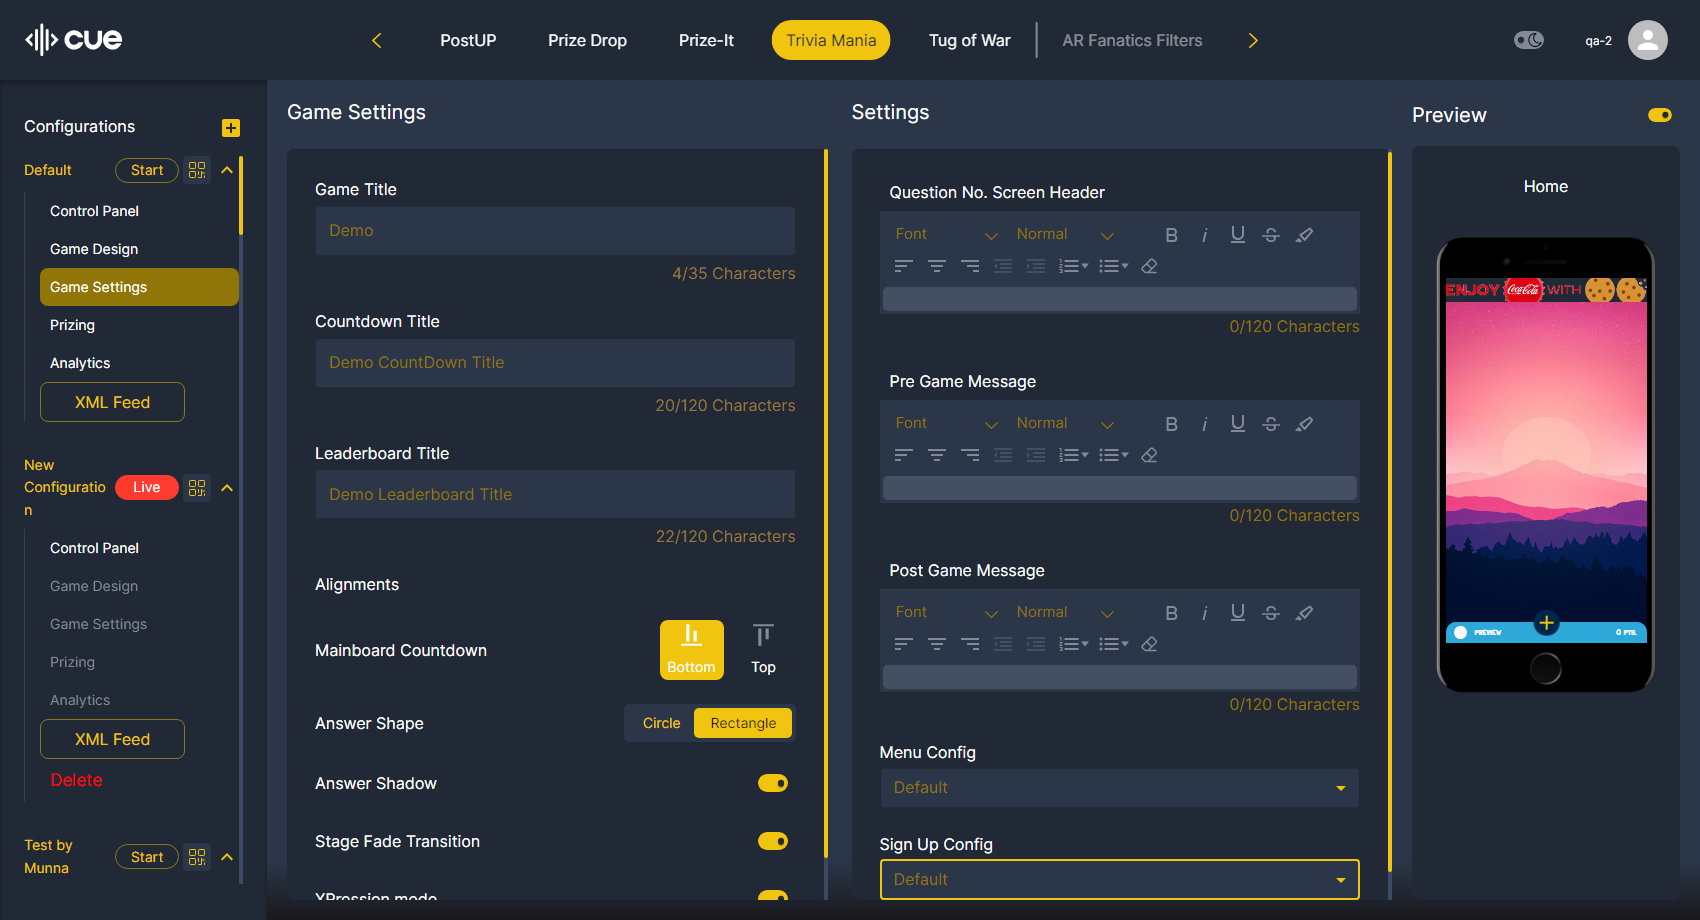 cue
PostUP
Prize Drop
Prize-It
Trivia Mania
Tug of War
AR Fanatics Filters
qa-2
Configurations
Default
Start
Control Panel
Game Design
Game Settings
Prizing
Analytics
XML Feed
New
Configuratio
n
Live
Control Panel
Game Design
Game Settings
Prizing
Analytics
XML Feed
Delete
Test by
Munna
Start
Game Settings
Game Title
Demo
4/35 Characters
Countdown Title
Demo CountDown Title
20/120 Characters
Leaderboard Title
Demo Leaderboard Title
22/120 Characters
Alignments
Mainboard Countdown
Bottom
Top
Answer Shape
Circle
Rectangle
Answer Shadow
Stage Fade Transition
XPression mode
Settings
Question No. Screen Header
Font
Normal
B i U S
0/120 Characters
Pre Game Message
Font
Normal
B i U S
0/120 Characters
Post Game Message
Font
Normal
B i U S
0/120 Characters
Menu Config
Default
Sign Up Config
Default
Preview
Home
ENJOY Coca-Cola WITH
PREVIEW
0 PTS.